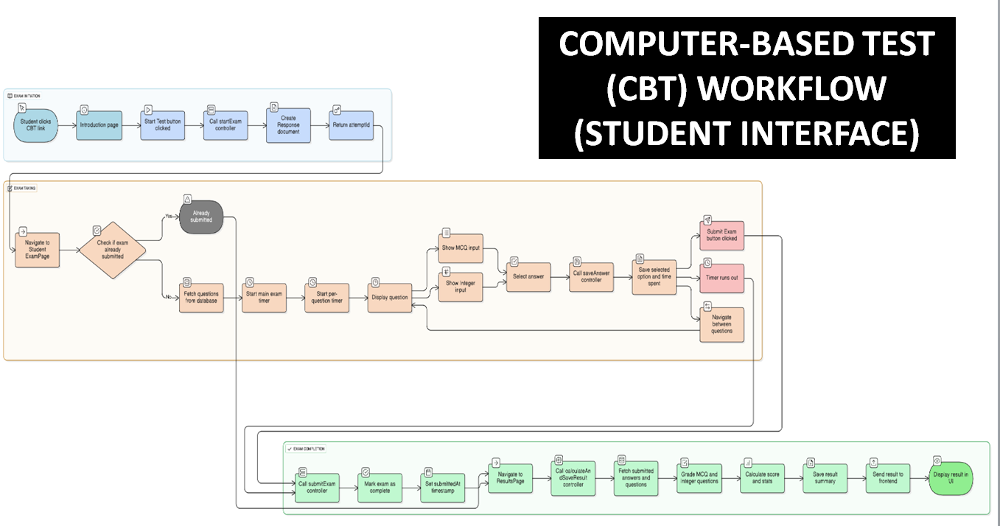 COMPUTER-BASED TEST
(CBT) WORKFLOW
(STUDENT INTERFACE)
EXAM INITIATION
Student clicks
CBT link
Introduction page
Start Test button
clicked
Call startExam
controller
Create
Response
document
Return attemptId
EXAM TAKING
Navigate to
Student
ExamPage
Check if exam
already
submitted
Yes
Already
submitted
No
Fetch questions
from database
Start main exam
timer
Start per-
question timer
Display question
Show MCQ input
Show Integer
input
Select answer
Call saveAnswer
controller
Save selected
option and time
spent
Submit Exam
button clicked
Timer runs out
Navigate
between
questions
EXAM COMPLETION
Call submitExam
controller
Mark exam as
complete
Set submittedAt
timestamp
Navigate to
ResultsPage
Call calculateAn
dSaveResult
controller
Fetch submitted
answers and
questions
Grade MCQ and
integer questions
Calculate score
and stats
Save result
summary
Send result to
frontend
Display result in
UI